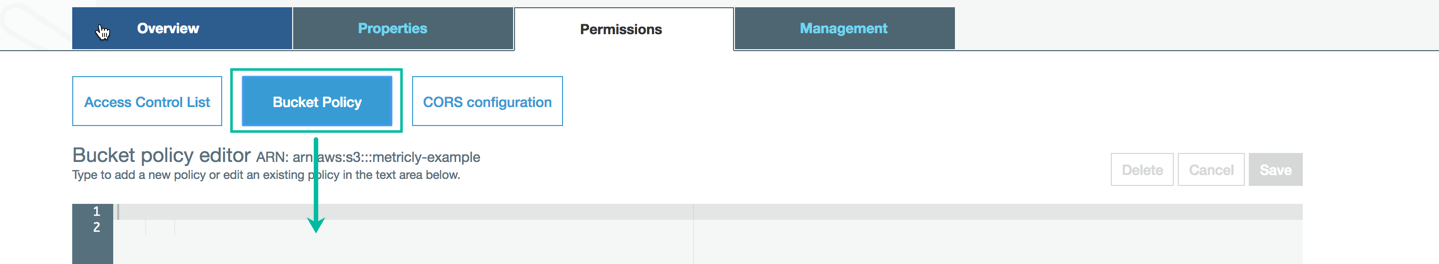 Overview Properties Permissions Management
Access Control List Bucket Policy CORS configuration
Bucket policy editor ARN: arn:aws:s3:::metricly-example
Type to add a new policy or edit an existing policy in the text area below.
Delete Cancel Save
1
2